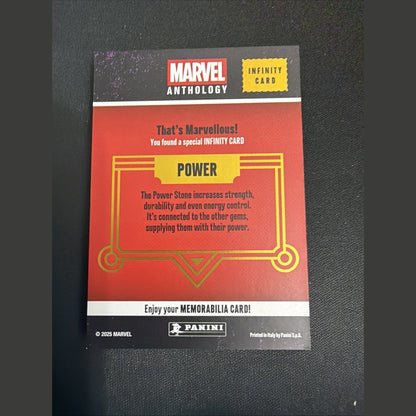 MARVEL
ANTHOLOGY
INFINITY
CARD
That's Marvellous!
You found a special INFINITY CARD
POWER
The Power Stone increases strength,
durability and even energy control.
It's connected to the other gems,
supplying them with their power.
Enjoy your MEMORABILIA CARD!
PANINI
© 2025 MARVEL
Printed in Italy by Panini S.p.A.